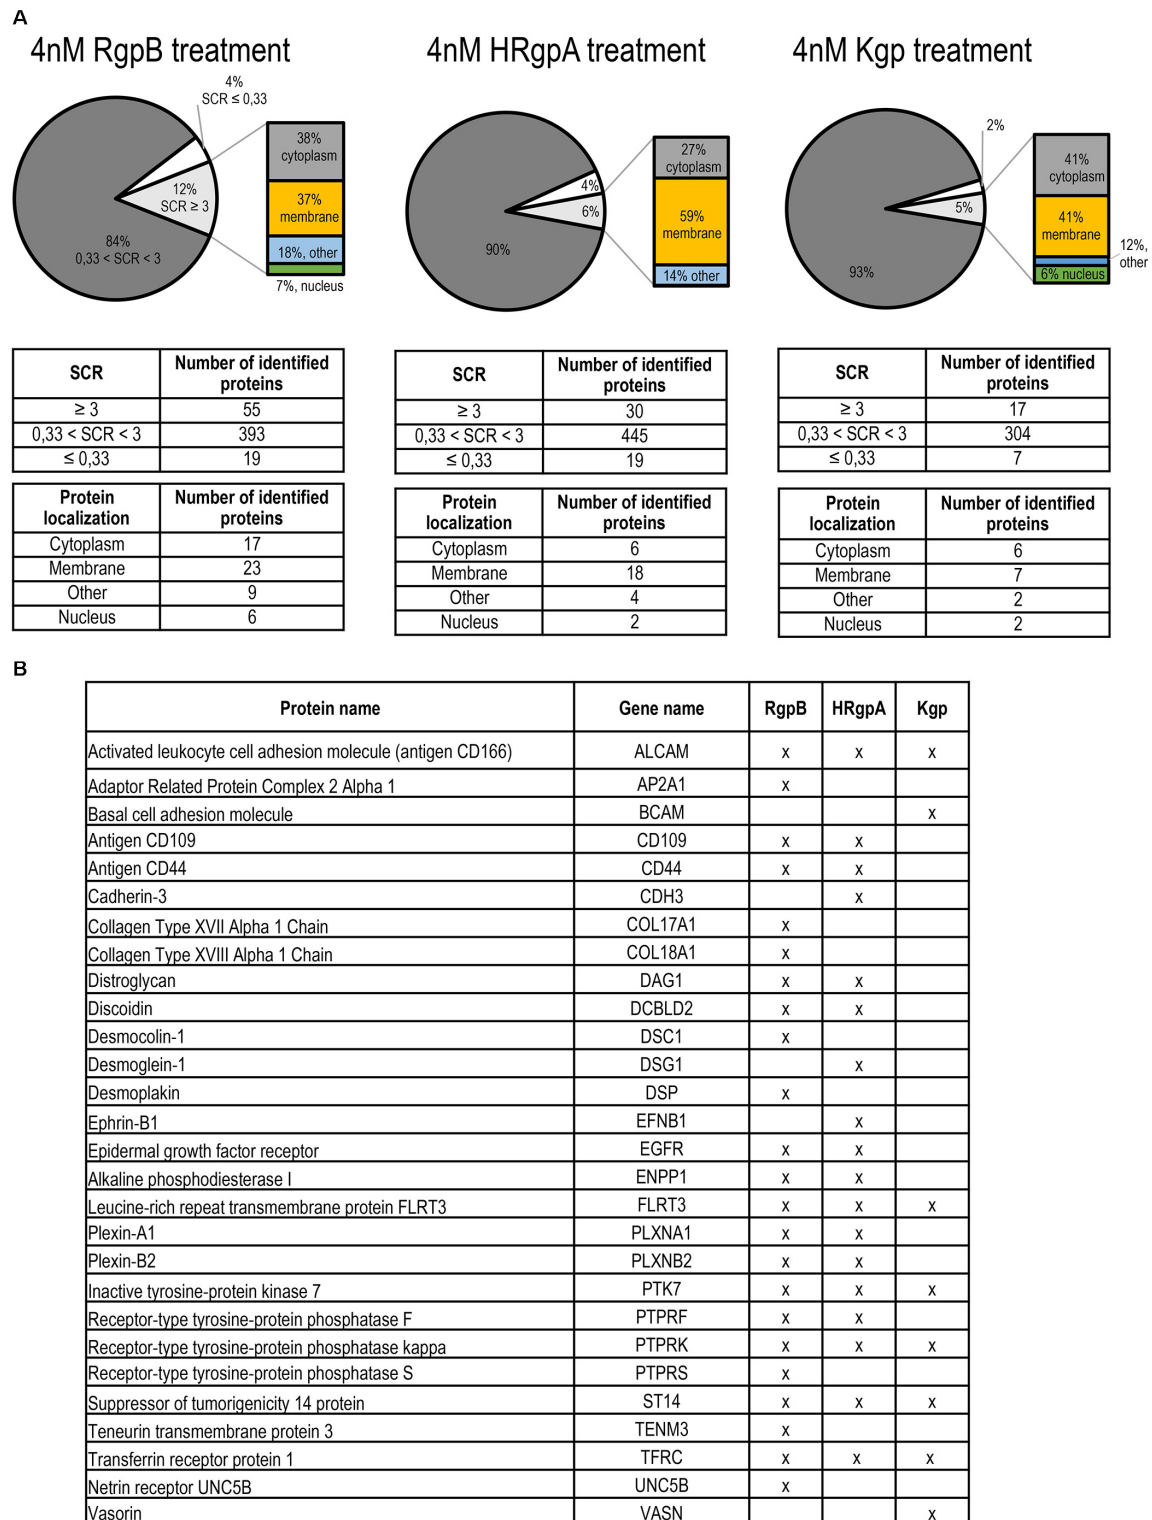 A
4nM RgpB treatment
4%
SCR ≤ 0,33
12%
SCR ≥ 3
84%
0,33 < SCR < 3
38%
cytoplasm
37%
membrane
18%, other
7%, nucleus
4nM HRgpA treatment
4%
6%
90%
27%
cytoplasm
59%
membrane
14% other
4nM Kgp treatment
2%
5%
93%
41%
cytoplasm
41%
membrane
12%,
other
6% nucleus
SCR Number of identified proteins
≥ 3 55
0,33 < SCR < 3 393
≤ 0,33 19
Protein localization Number of identified proteins
Cytoplasm 17
Membrane 23
Other 9
Nucleus 6
SCR Number of identified proteins
≥ 3 30
0,33 < SCR < 3 445
≤ 0,33 19
Protein localization Number of identified proteins
Cytoplasm 6
Membrane 18
Other 4
Nucleus 2
SCR Number of identified proteins
≥ 3 17
0,33 < SCR < 3 304
≤ 0,33 7
Protein localization Number of identified proteins
Cytoplasm 6
Membrane 7
Other 2
Nucleus 2
B
Protein name Gene name RgpB HRgpA Kgp
Activated leukocyte cell adhesion molecule (antigen CD166) ALCAM x x x
Adaptor Related Protein Complex 2 Alpha 1 AP2A1 x
Basal cell adhesion molecule BCAM x
Antigen CD109 CD109 x x
Antigen CD44 CD44 x x
Cadherin-3 CDH3 x
Collagen Type XVII Alpha 1 Chain COL17A1 x
Collagen Type XVIII Alpha 1 Chain COL18A1 x
Distroglycan DAG1 x x
Discoidin DCBLD2 x x
Desmocolin-1 DSC1 x
Desmoglein-1 DSG1 x
Desmoplakin DSP x
Ephrin-B1 EFNB1 x
Epidermal growth factor receptor EGFR x x
Alkaline phosphodiesterase I ENPP1 x x
Leucine-rich repeat transmembrane protein FLRT3 FLRT3 x x x
Plexin-A1 PLXNA1 x x
Plexin-B2 PLXNB2 x x
Inactive tyrosine-protein kinase 7 PTK7 x x x
Receptor-type tyrosine-protein phosphatase F PTPRF x x
Receptor-type tyrosine-protein phosphatase kappa PTPRK x x x
Receptor-type tyrosine-protein phosphatase S PTPRS x
Suppressor of tumorigenicity 14 protein ST14 x x x
Teneurin transmembrane protein 3 TENM3 x
Transferrin receptor protein 1 TFRC x x x
Netrin receptor UNC5B UNC5B x
Vasorin VASN x